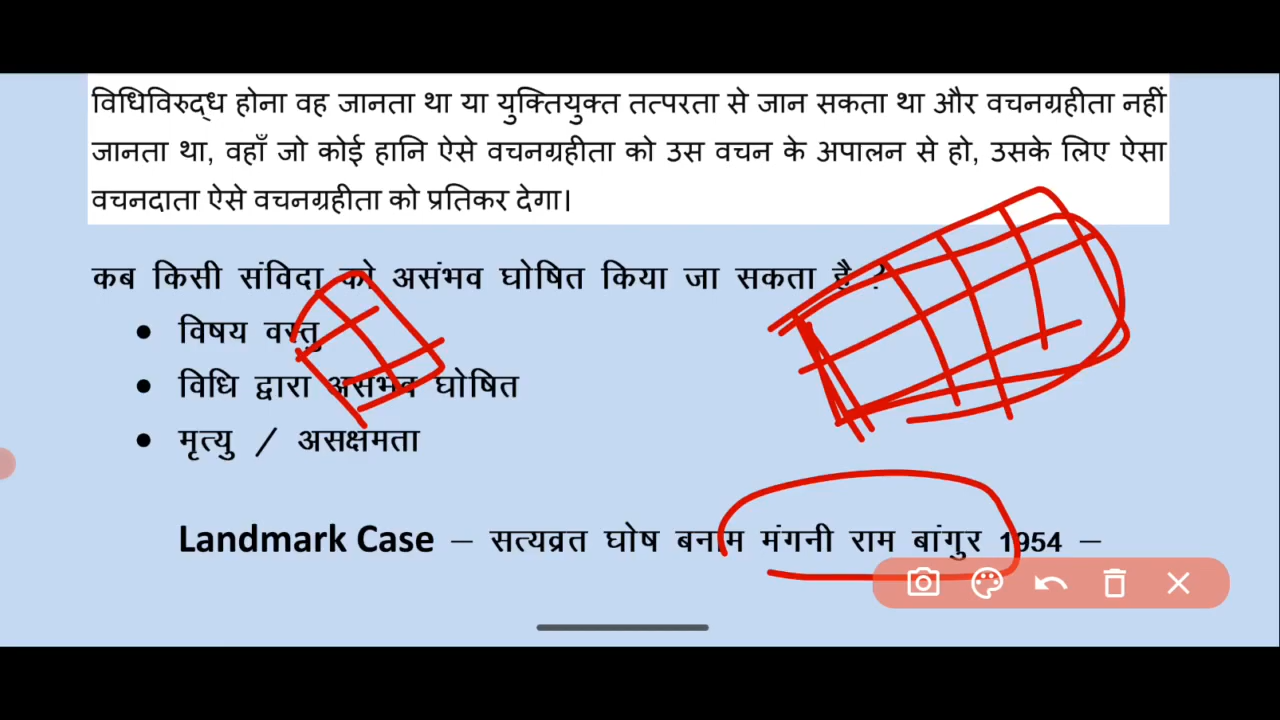 विधिविरुद्ध होना वह जानता था या युक्तियुक्त तत्परता से जान सकता था और वचनग्रहीता नहीं
जानता था, वहाँ जो कोई हानि ऐसे वचनग्रहीता को उस वचन के अपालन से हो, उसके लिए ऐसा
वचनदाता ऐसे वचनग्रहीता को प्रतिकर देगा।
कब किसी संविदा को असंभव घोषित किया जा सकता है ?
• विषय वस्तु
• विधि द्वारा असंभव घोषित
• मृत्यु / असक्षमता
Landmark Case – सत्यव्रत घोष बनाम मंगनी राम बांगुर 1954 –